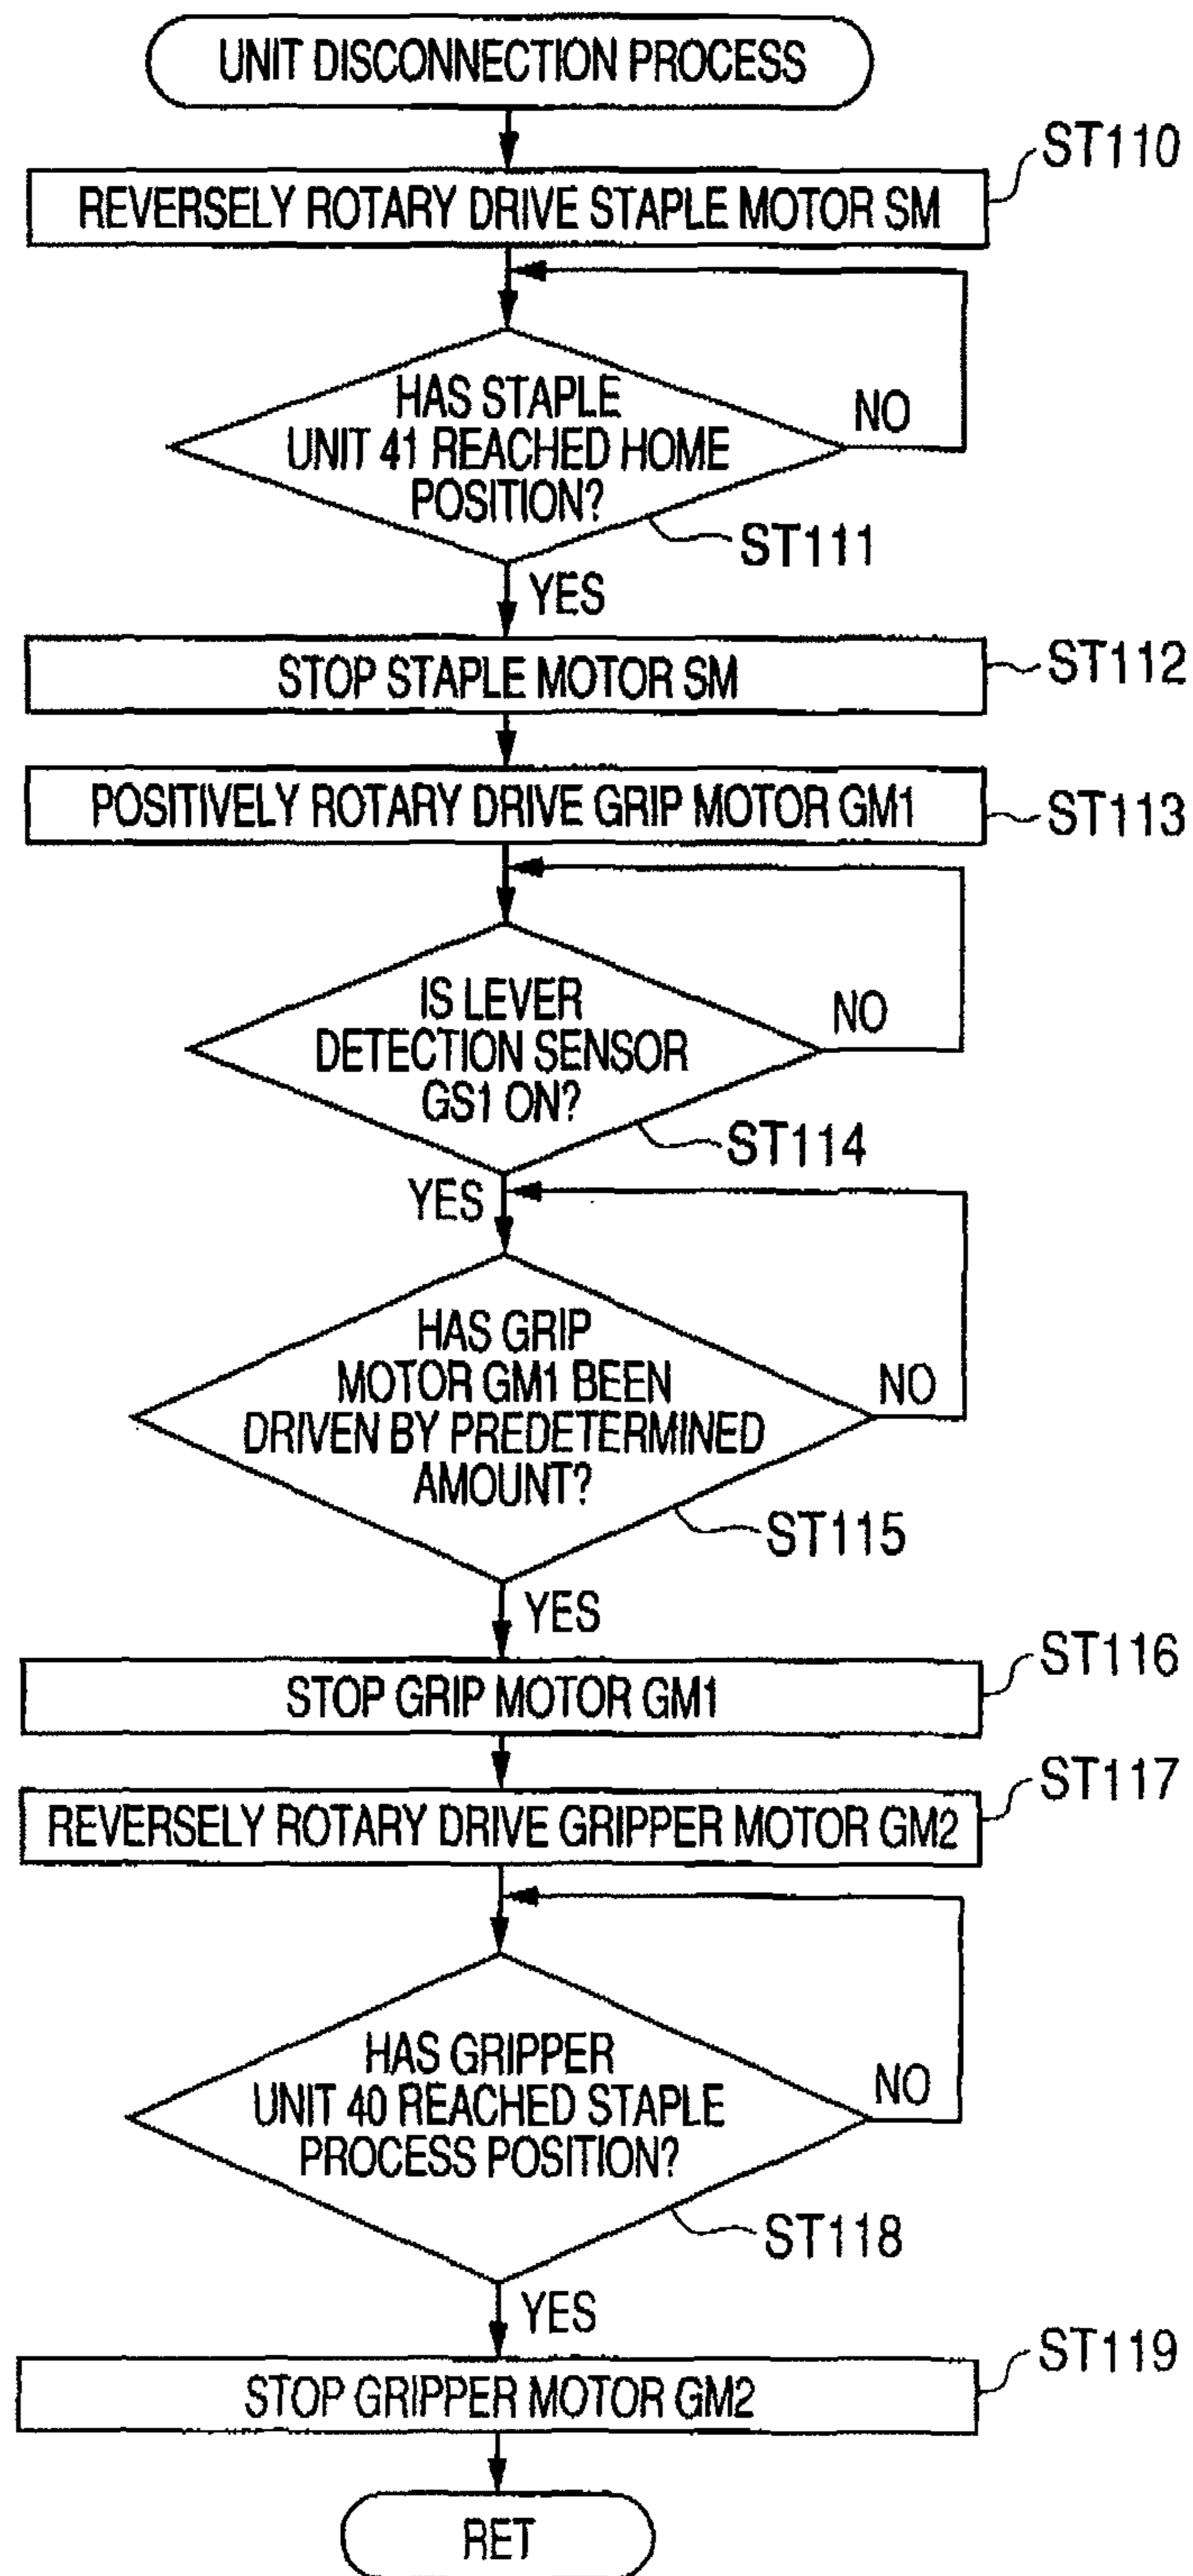 UNIT DISCONNECTION PROCESS
ST110
REVERSELY ROTARY DRIVE STAPLE MOTOR SM
HAS STAPLE
UNIT 41 REACHED HOME
POSITION?
NO
ST111
YES
ST112
STOP STAPLE MOTOR SM
ST113
POSITIVELY ROTARY DRIVE GRIP MOTOR GM1
IS LEVER
DETECTION SENSOR
GS1 ON?
NO
ST114
YES
HAS GRIP
MOTOR GM1 BEEN
DRIVEN BY PREDETERMINED
AMOUNT?
NO
ST115
YES
ST116
STOP GRIP MOTOR GM1
ST117
REVERSELY ROTARY DRIVE GRIPPER MOTOR GM2
HAS GRIPPER
UNIT 40 REACHED STAPLE
PROCESS POSITION?
NO
ST118
YES
ST119
STOP GRIPPER MOTOR GM2
RET